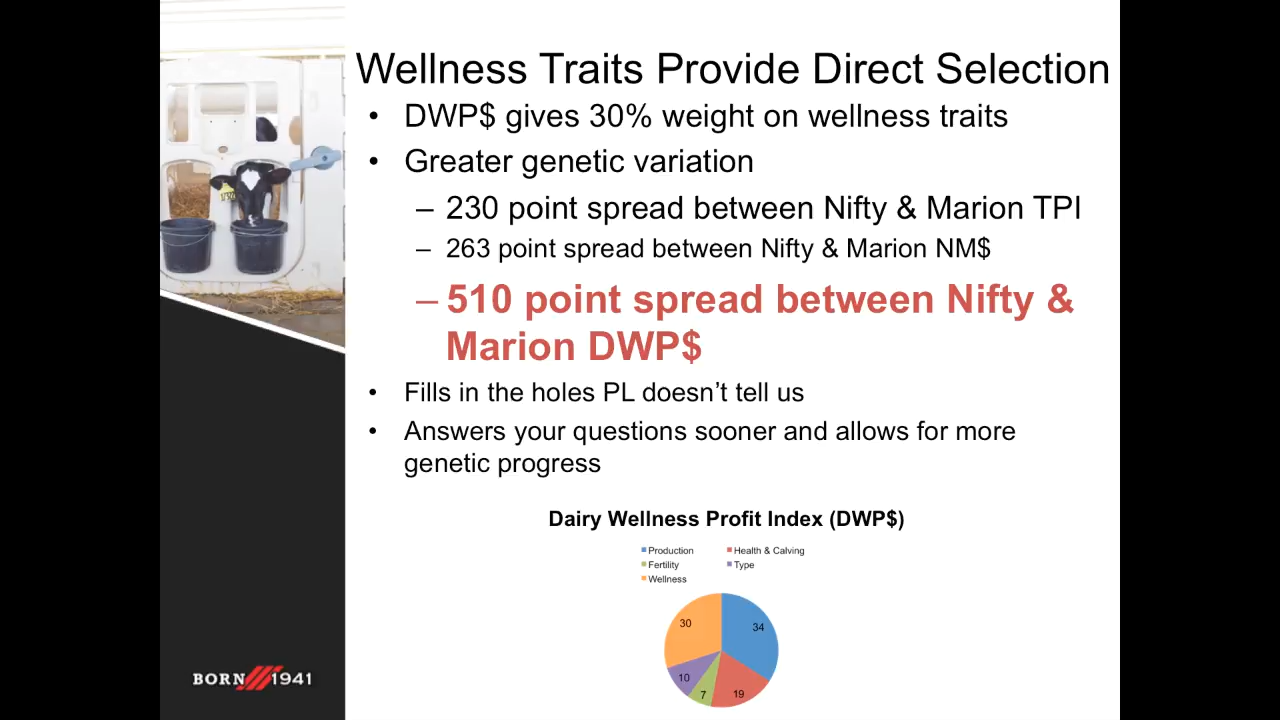 Wellness Traits Provide Direct Selection
• DWP$ gives 30% weight on wellness traits
• Greater genetic variation
– 230 point spread between Nifty & Marion TPI
– 263 point spread between Nifty & Marion NM$
– 510 point spread between Nifty &
Marion DWP$
• Fills in the holes PL doesn’t tell us
• Answers your questions sooner and allows for more
genetic progress
Dairy Wellness Profit Index (DWP$)
Production Health & Calving
Fertility Type
Wellness
30 34
10 7 19
BORN 1941